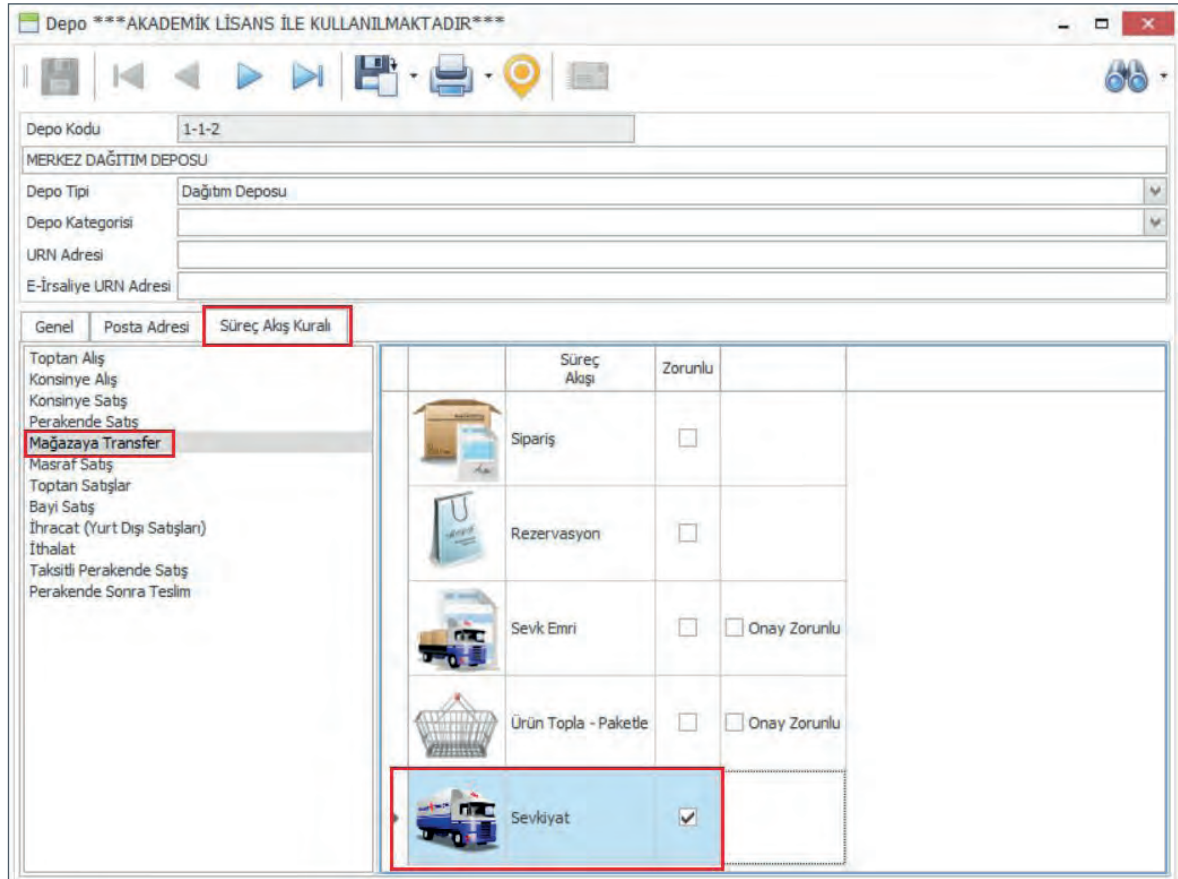 Depo ***AKADEMİK LİSANS İLE KULLANILMAKTADIR***
Depo Kodu 1-1-2
MERKEZ DAĞITIM DEPOSU
Depo Tipi Dağıtım Deposu
Depo Kategorisi
URN Adresi
E-İrsaliye URN Adresi
Genel Posta Adresi Süreç Akış Kuralı
Toptan Alış
Konsinye Alış
Konsinye Satış
Perakende Satış
Mağazaya Transfer
Masraf Satış
Toptan Satışlar
Bayi Satış
İhracat (Yurt Dışı Satışları)
İthalat
Taksitli Perakende Satış
Perakende Sonra Teslim
Süreç
Akışı
Zorunlu
Sipariş
Rezervasyon
Sevk Emri Onay Zorunlu
Ürün Topla - Paketle Onay Zorunlu
Sevkiyat